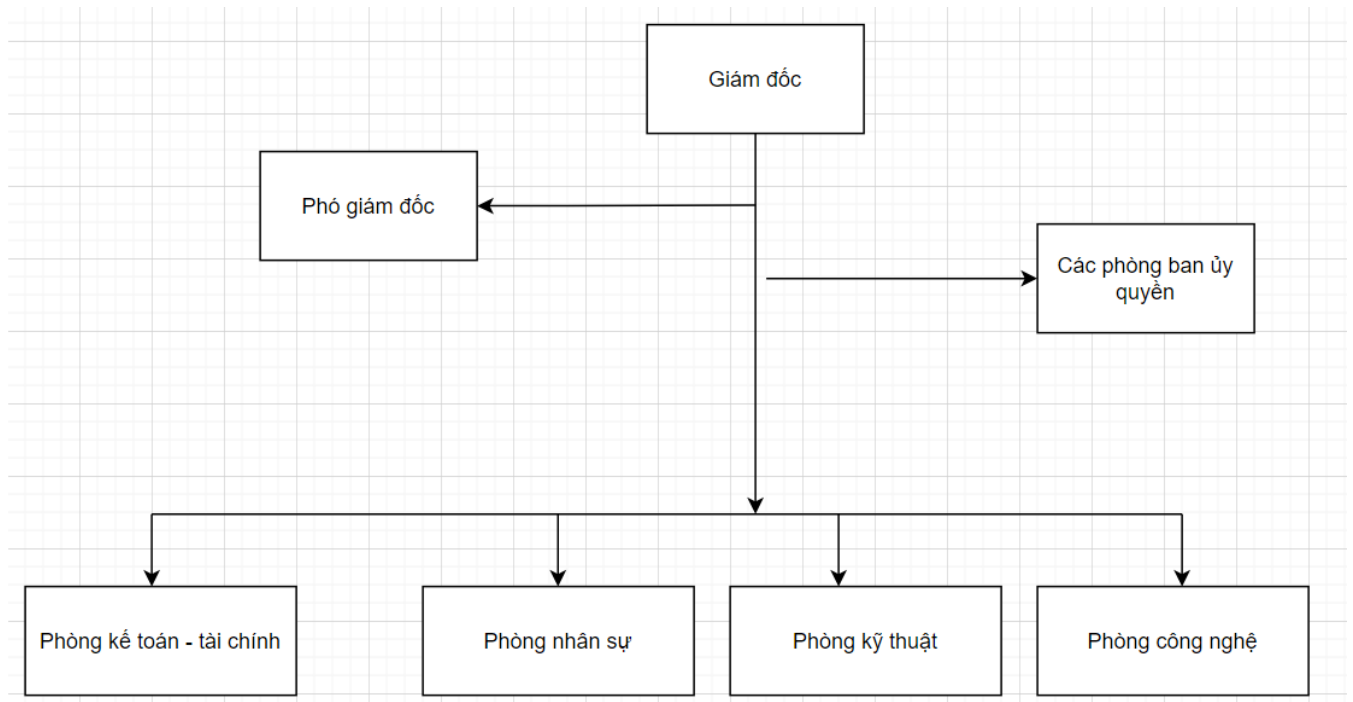 Giám đốc
Phó giám đốc
Các phòng ban ủy
quyền
Phòng kế toán - tài chính
Phòng nhân sự
Phòng kỹ thuật
Phòng công nghệ